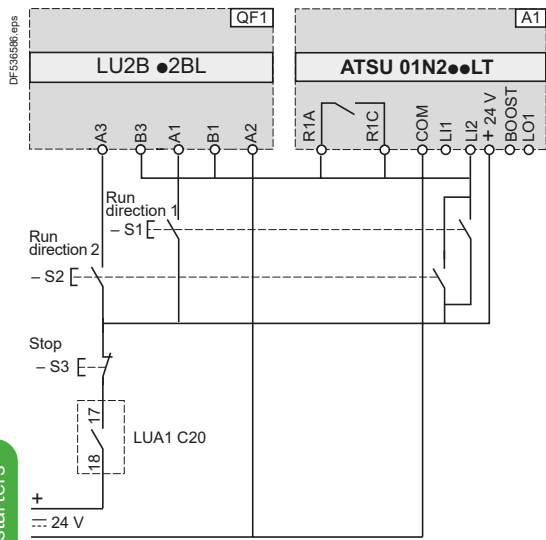 DF536586.eps
QF1
A1
LU2B ●2BL
ATSU 01N2●●LT
A3
B3
A1
B1
A2
R1A
R1C
COM
LI1
LI2
+ 24 V
BOOST
LO1
Run
direction 1
– S1
Run
direction 2
– S2
Stop
– S3
17
18
LUA1 C20
+
24 V
starters